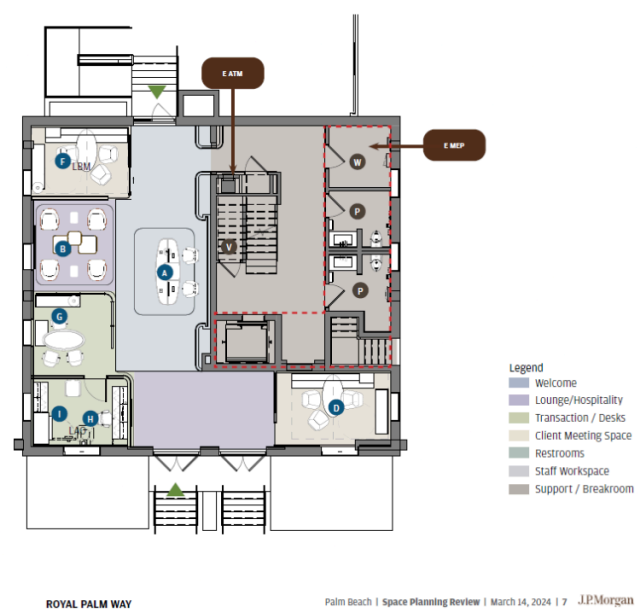 E ATM
E MEP
F
LBM
W
B
P
V
A
G
P
I
H
D
Legend
Welcome
Lounge/Hospitality
Transaction / Desks
Client Meeting Space
Restrooms
Staff Workspace
Support / Breakroom
ROYAL PALM WAY
Palm Beach | Space Planning Review | March 14, 2024 | 7 J.P.Morgan